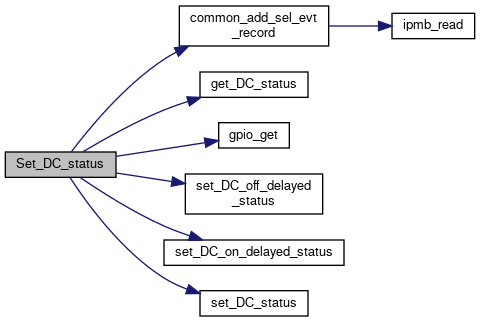 common_add_sel_evt
_record
ipmb_read
get_DC_status
gpio_get
Set_DC_status
set_DC_off_delayed
_status
set_DC_on_delayed_status
set_DC_status